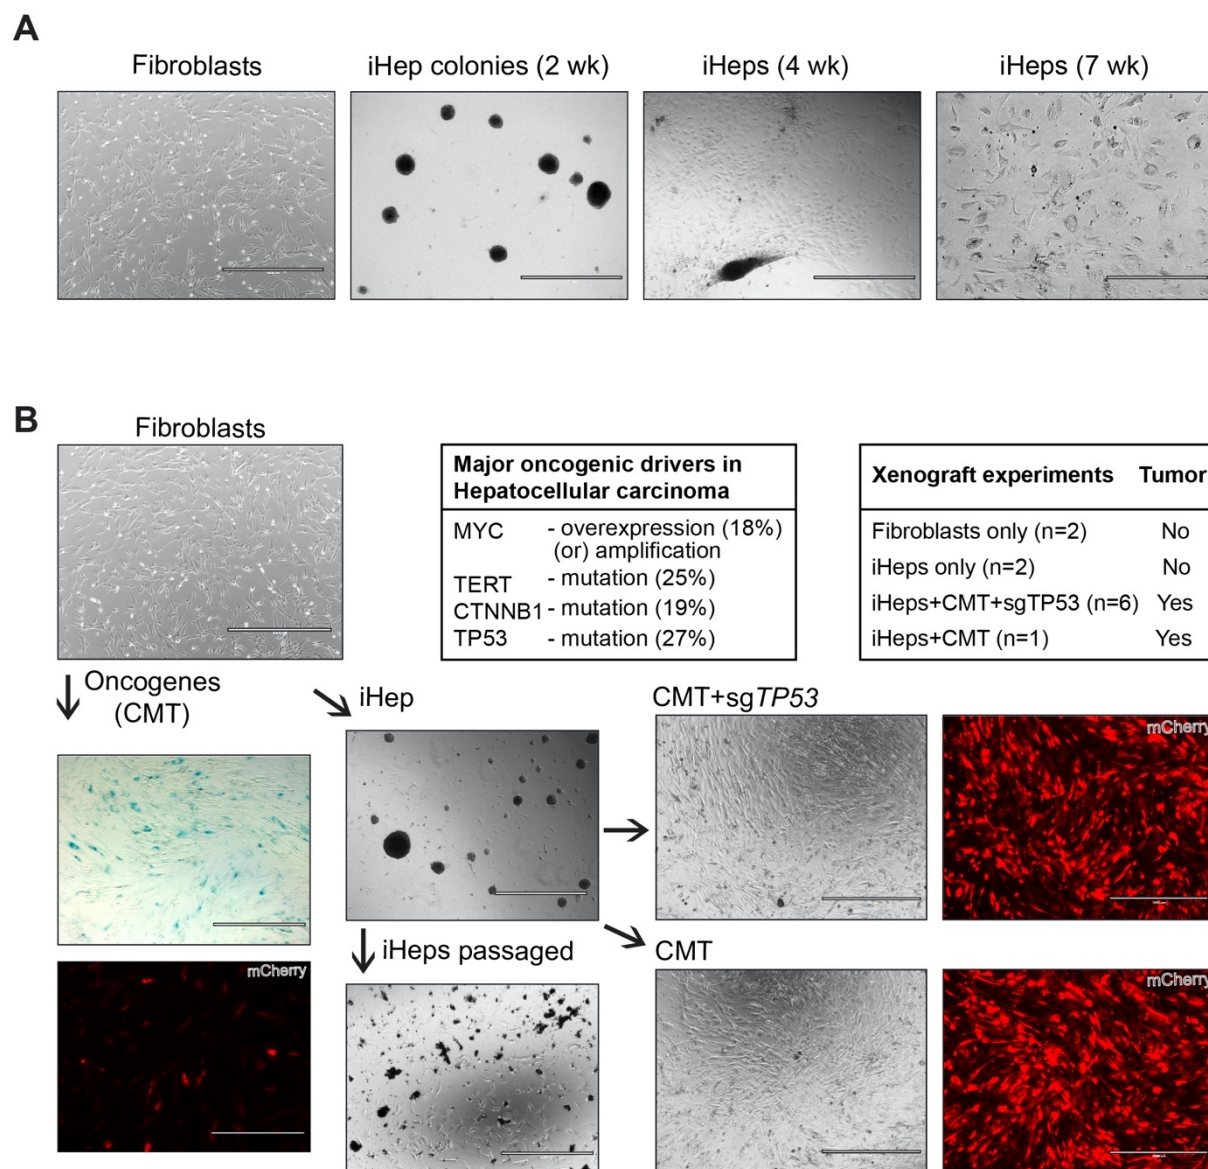 A
Fibroblasts
iHep colonies (2 wk)
iHeps (4 wk)
iHeps (7 wk)
B
Fibroblasts
Major oncogenic drivers in
Hepatocellular carcinoma
MYC - overexpression (18%)
(or) amplification
TERT - mutation (25%)
CTNNB1 - mutation (19%)
TP53 - mutation (27%)
Xenograft experiments Tumor
Fibroblasts only (n=2) No
iHeps only (n=2) No
iHeps+CMT+sgTP53 (n=6) Yes
iHeps+CMT (n=1) Yes
Oncogenes
(CMT)
iHep
CMT+sgTP53
mCherry
mCherry
iHeps passaged
CMT
mCherry